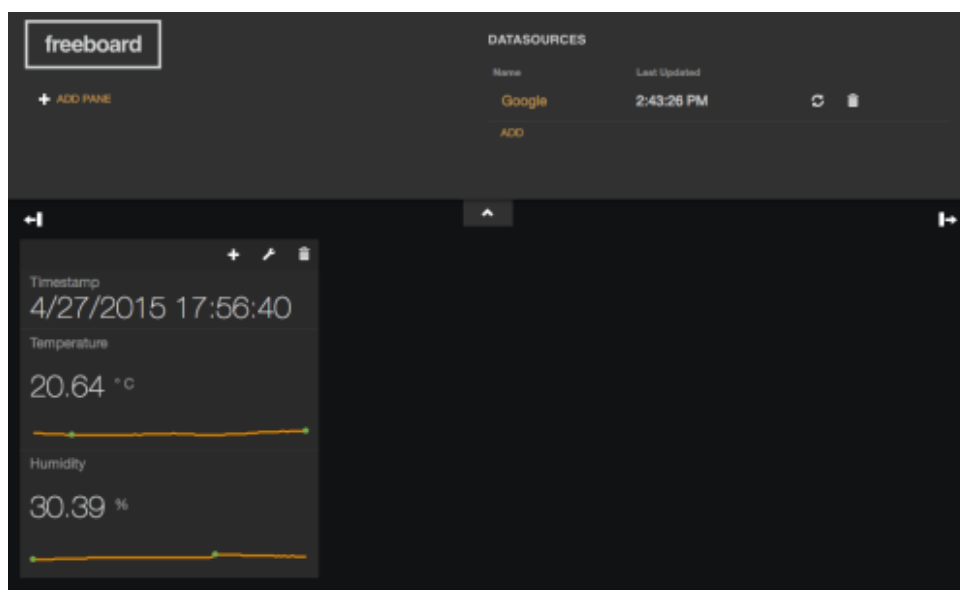 freeboard
ADD PANE
DATASOURCES
Name Last Updated
Google 2:43:26 PM
ADD
Timestamp
4/27/2015 17:56:40
Temperature
20.64 °C
Humidity
30.39 %